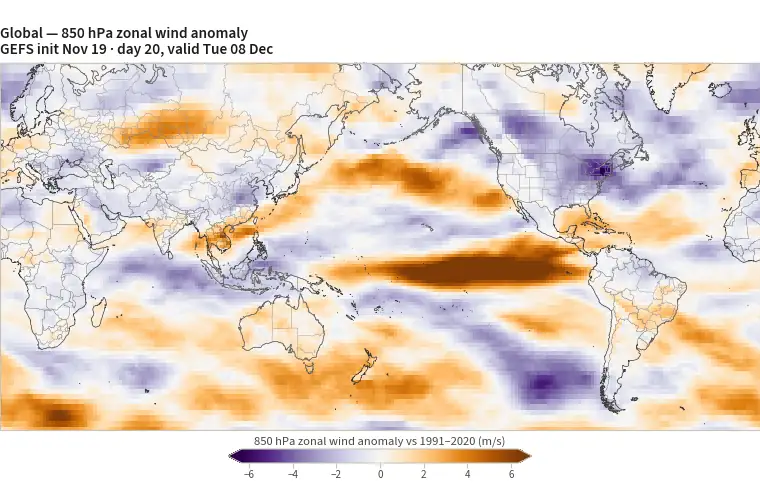 Global — 850 hPa zonal wind anomaly
GEFS init Nov 19 · day 20, valid Tue 08 Dec
850 hPa zonal wind anomaly vs 1991–2020 (m/s)
−6 −4 −2 0 2 4 6